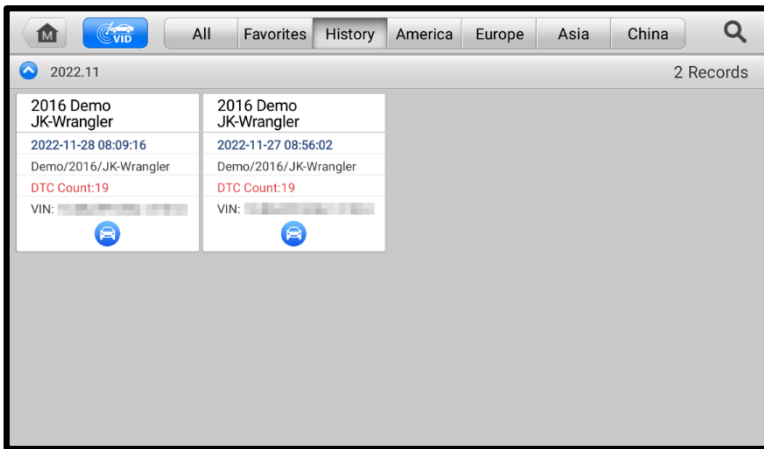 M VID All Favorites History America Europe Asia China
2022.11 2 Records
2016 Demo
JK-Wrangler
2022-11-28 08:09:16
Demo/2016/JK-Wrangler
DTC Count:19
VIN:
2016 Demo
JK-Wrangler
2022-11-27 08:56:02
Demo/2016/JK-Wrangler
DTC Count:19
VIN: